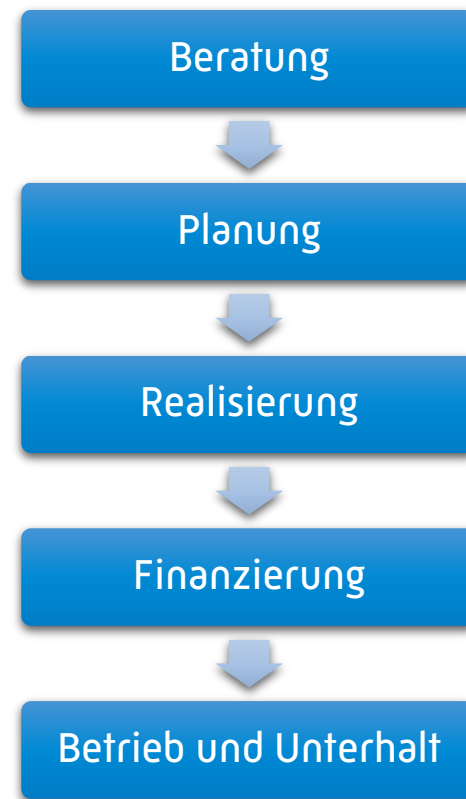 Beratung
Planung
Realisierung
Finanzierung
Betrieb und Unterhalt